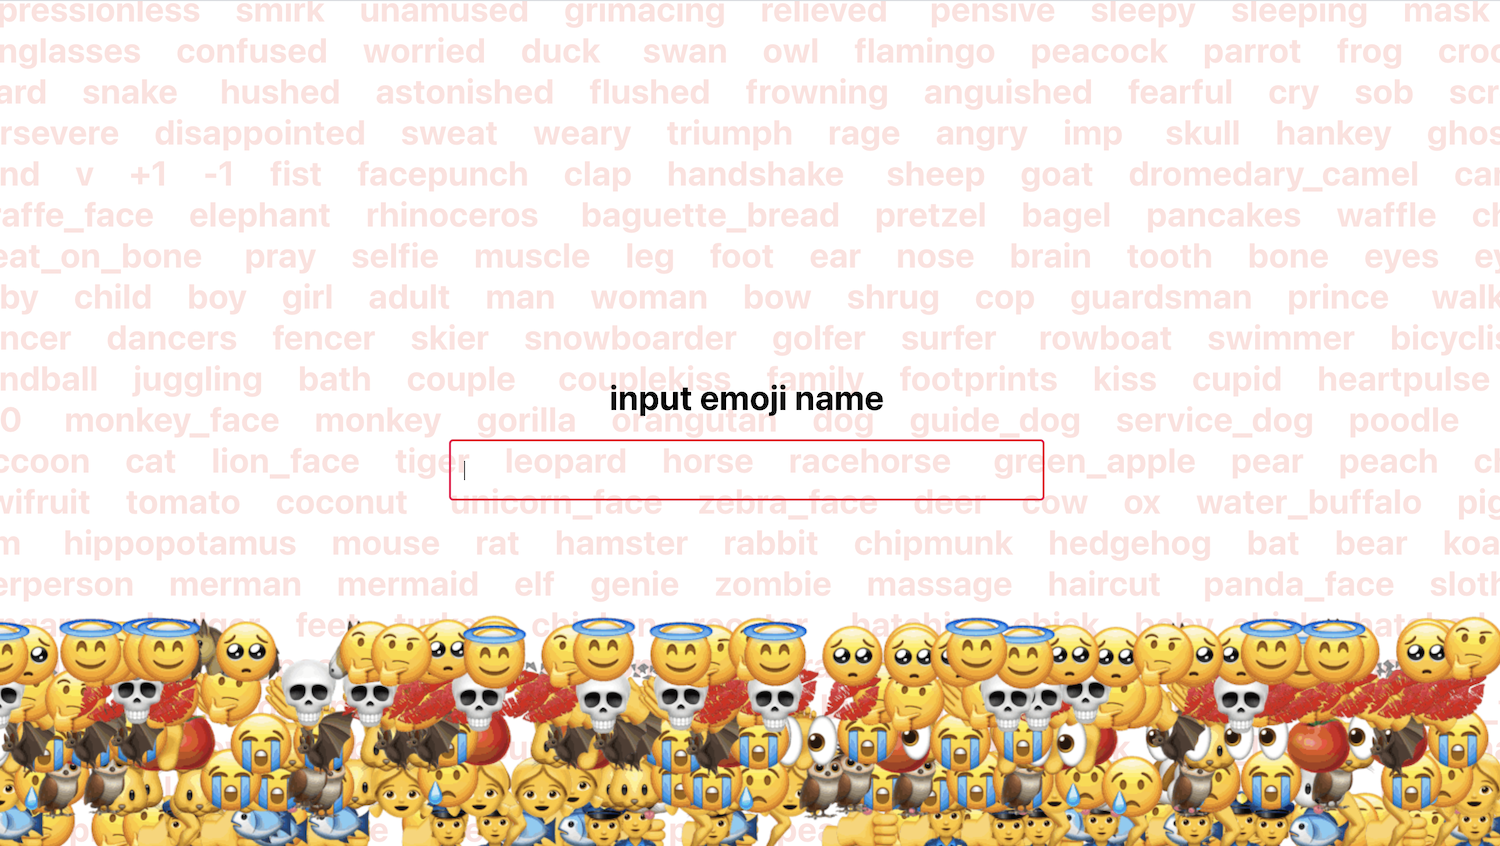 pressionless smirk unamused grimacing relieved pensive sleepy sleeping mask
nglasses confused worried duck swan owl flamingo peacock parrot frog croc
ard snake hushed astonished flushed frowning anguished fearful cry sob scr
rsevere disappointed sweat weary triumph rage angry imp skull hankey ghos
nd v +1 -1 fist facepunch clap handshake sheep goat dromedary_camel car
affe_face elephant rhinoceros baguette_bread pretzel bagel pancakes waffle ch
eat_on_bone pray selfie muscle leg foot ear nose brain tooth bone eyes ey
by child boy girl adult man woman bow shrug cop guardsman prince walk
ncer dancers fencer skier snowboarder golfer surfer rowboat swimmer bicyclis
ndball juggling bath couple couplekiss family footprints kiss cupid heartpulse
input emoji name
0 monkey_face monkey gorilla orangutan dog guide_dog service_dog poodle
ccoon cat lion_face tiger leopard horse racehorse green_apple pear peach ch
wifruit tomato coconut unicorn_face zebra_face deer cow ox water_buffalo pig
m hippopotamus mouse rat hamster rabbit chipmunk hedgehog bat bear koa
erperson merman mermaid elf genie zombie massage haircut panda_face sloth